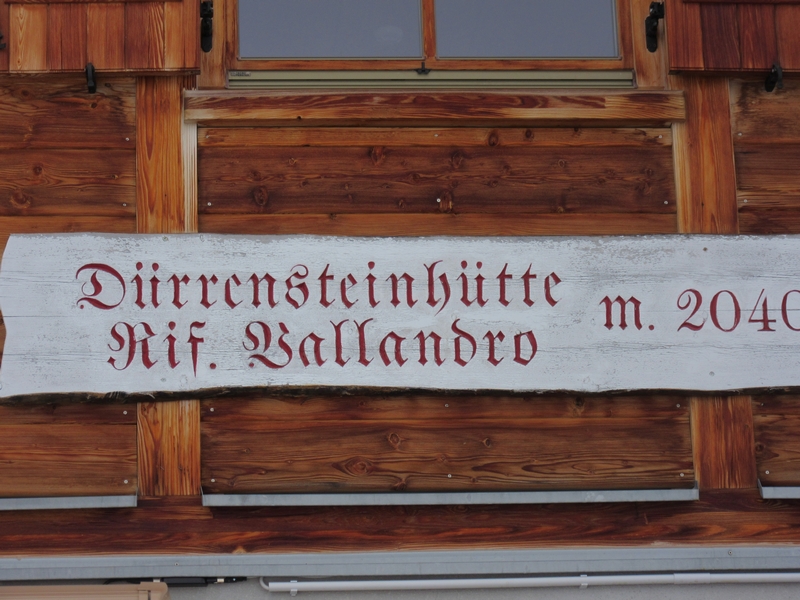 Dürrensteinhütte
Rif. Vallandro
m. 2040